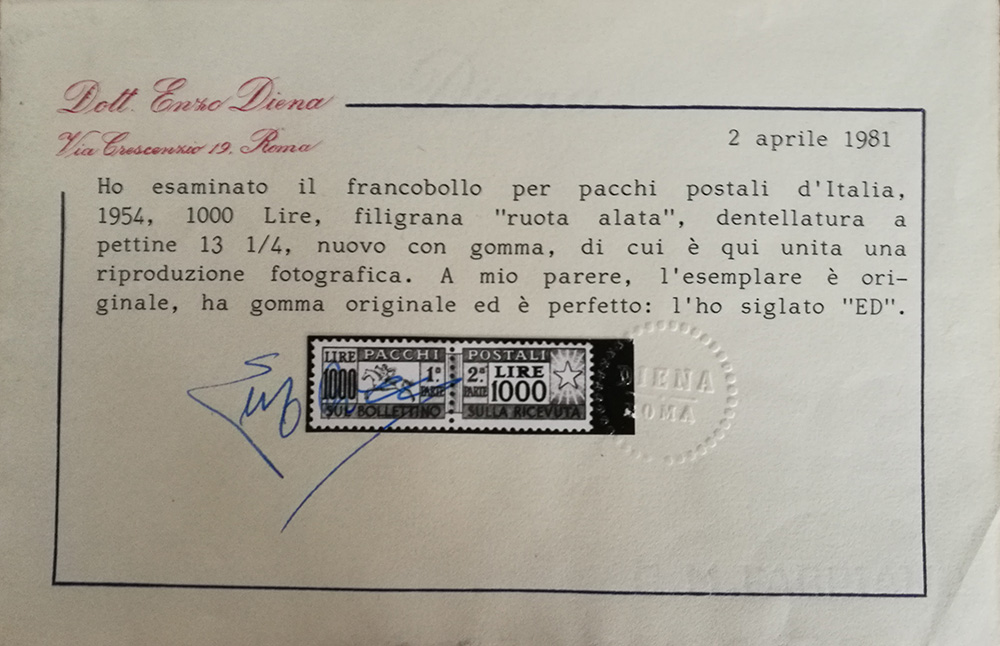 Dott. Enzo Diena
Via Crescenzio 19. Roma
2 aprile 1981
Ho esaminato il francobollo per pacchi postali d'Italia,
1954, 1000 Lire, filigrana "ruota alata", dentellatura a
pettine 13 1/4, nuovo con gomma, di cui è qui unita una
riproduzione fotografica. A mio parere, l'esemplare è ori-
ginale, ha gomma originale ed è perfetto: l'ho siglato "ED".
LIRE PACCHI POSTALI
1000 1ª PARTE 2ª PARTE LIRE 1000
SUL BOLLETTINO SULLA RICEVUTA
DIENA
ROMA